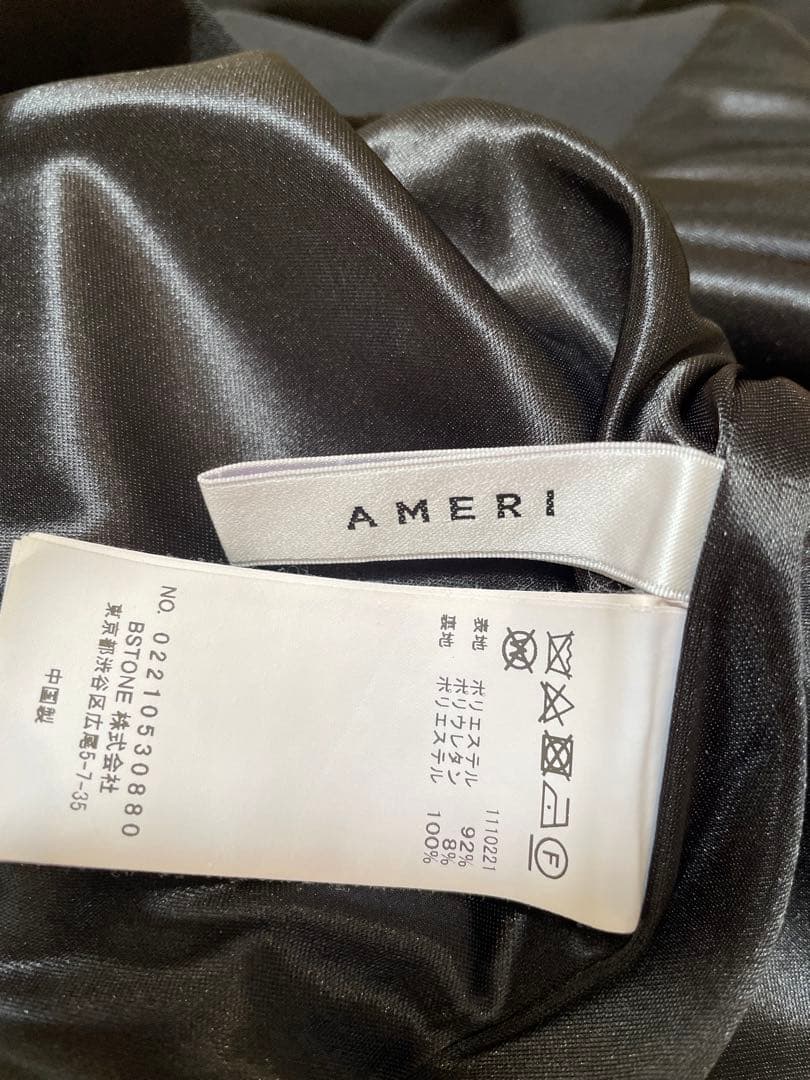 AMERI
1110221
表地 ポリエステル 92%
ポリウレタン 8%
裏地 ポリエステル 100%
NO. 02210530880
BSTONE 株式会社
東京都渋谷区広尾5-7-35
中国製
F